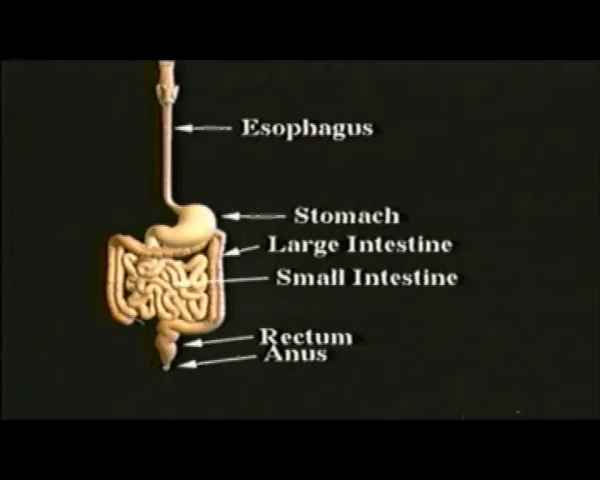 Esophagus
Stomach
Large Intestine
Small Intestine
Rectum
Anus